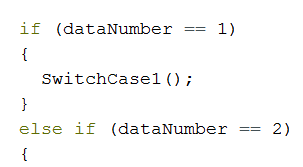 if (dataNumber == 1)
{
  SwitchCase1();
}
else if (dataNumber == 2)
{